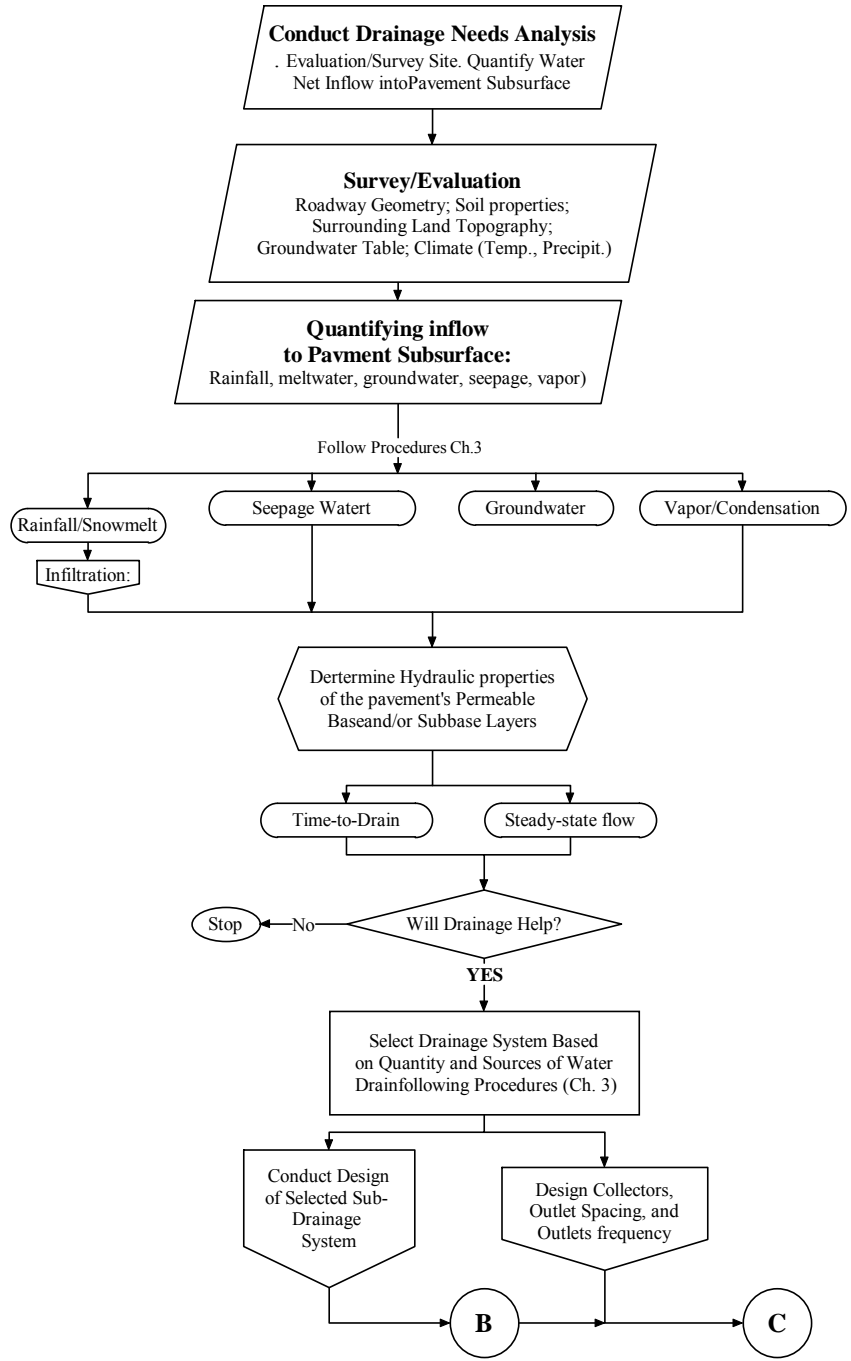 Conduct Drainage Needs Analysis
. Evaluation/Survey Site. Quantify Water
Net Inflow intoPavement Subsurface
Survey/Evaluation
Roadway Geometry; Soil properties;
Surrounding Land Topography;
Groundwater Table; Climate (Temp., Precipit.)
Quantifying inflow
to Pavment Subsurface:
Rainfall, meltwater, groundwater, seepage, vapor)
Follow Procedures Ch.3
Rainfall/Snowmelt
Seepage Watert
Groundwater
Vapor/Condensation
Infiltration:
Dertermine Hydraulic properties
of the pavement's Permeable
Baseand/or Subbase Layers
Time-to-Drain
Steady-state flow
Will Drainage Help?
No
Stop
YES
Select Drainage System Based
on Quantity and Sources of Water
Drainfollowing Procedures (Ch. 3)
Conduct Design
of Selected Sub-
Drainage
System
Design Collectors,
Outlet Spacing, and
Outlets frequency
B
C